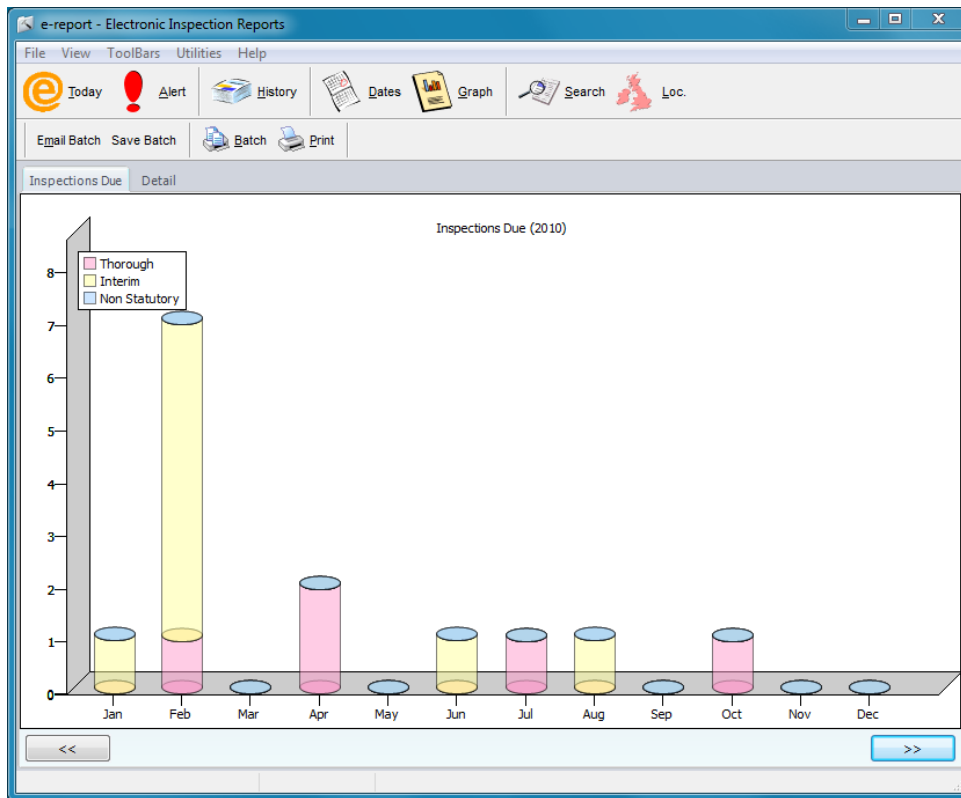 e-report - Electronic Inspection Reports
File View ToolBars Utilities Help
e Today Alert History Dates Graph Search Loc.
Email Batch Save Batch Batch Print
Inspections Due Detail
Inspections Due (2010)
Thorough
Interim
Non Statutory
8
7
6
5
4
3
2
1
0
Jan Feb Mar Apr May Jun Jul Aug Sep Oct Nov Dec
<< >>